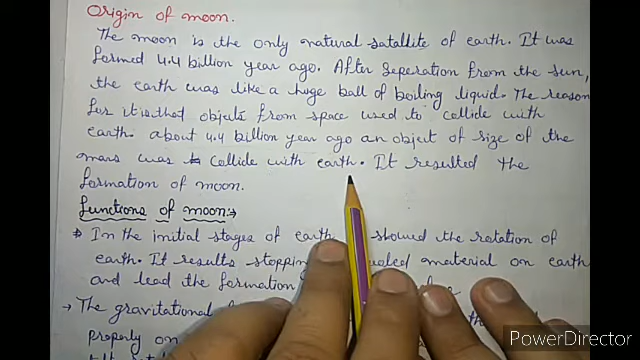 Origin of moon.
The moon is the only natural satallite of earth. It was
formed 4.4 billion year ago. After seperation from the sun,
the earth was like a huge ball of boiling liquid. The reason
for it is that objects from space used to collide with
earth. about 4.4 billion year ago an object of size of the
mars was collide with earth. It resulted the
formation of moon.
Functions of moon:→
In the initial stages of earth showed the rotation of
earth. It results stopping material on earth
and lead the formation
→ The gravitational
properly on
PowerDirector